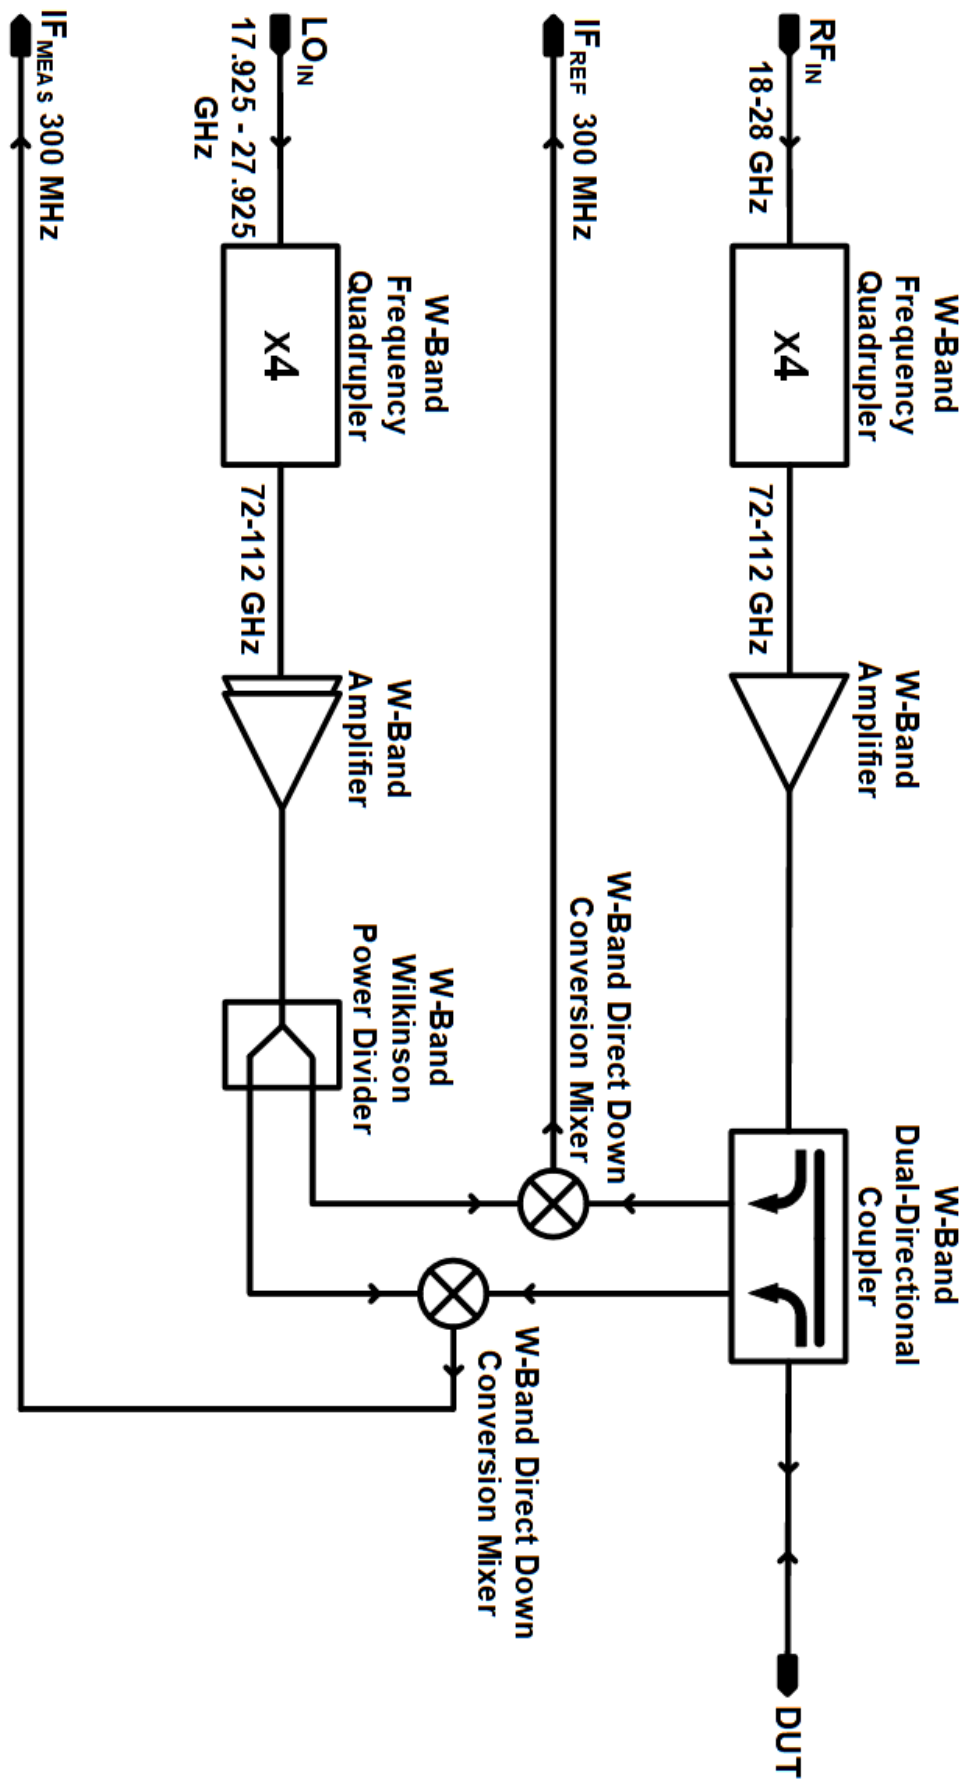 RF_IN
18-28 GHz
W-Band
Frequency
Quadrupler
X4
72-112 GHz
W-Band
Amplifier
W-Band
Dual-Directional
Coupler
DUT
IF_REF 300 MHz
W-Band Direct Down
Conversion Mixer
W-Band Direct Down
Conversion Mixer
LO_IN
17.925 - 27.925
GHz
W-Band
Frequency
Quadrupler
X4
72-112 GHz
W-Band
Amplifier
W-Band
Wilkinson
Power Divider
IF_MEAS 300 MHz